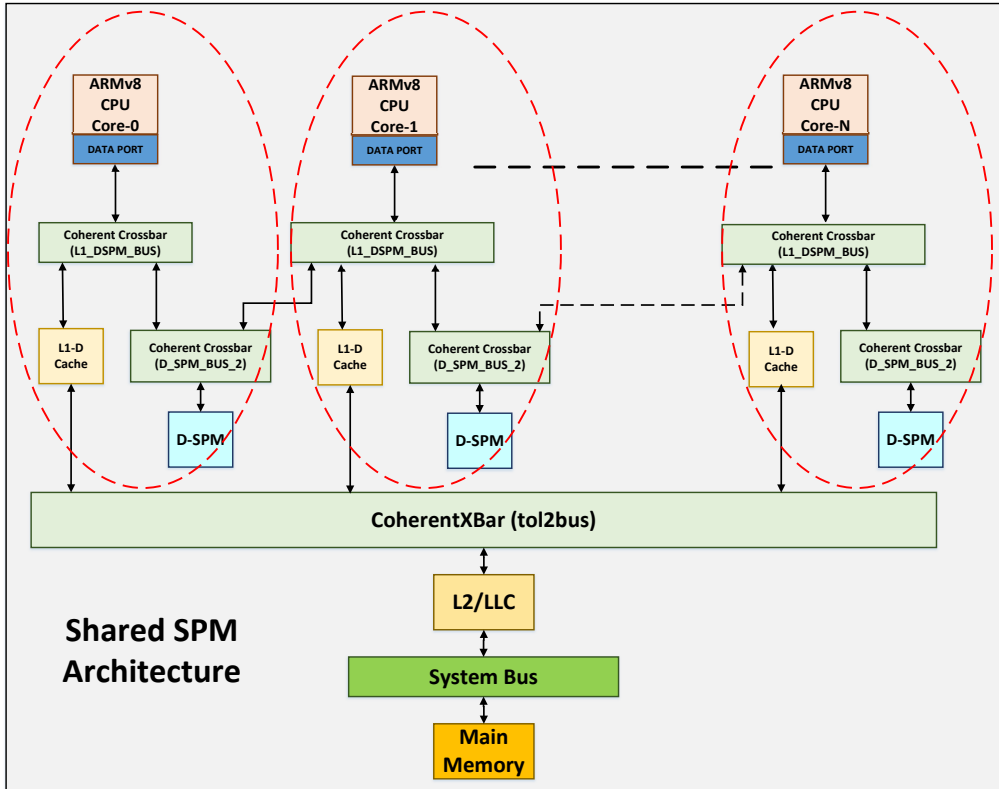 ARMv8
CPU
Core-0
DATA PORT
ARMv8
CPU
Core-1
DATA PORT
ARMv8
CPU
Core-N
DATA PORT
Coherent Crossbar
(L1_DSPM_BUS)
Coherent Crossbar
(L1_DSPM_BUS)
Coherent Crossbar
(L1_DSPM_BUS)
L1-D
Cache
Coherent Crossbar
(D_SPM_BUS_2)
L1-D
Cache
Coherent Crossbar
(D_SPM_BUS_2)
L1-D
Cache
Coherent Crossbar
(D_SPM_BUS_2)
D-SPM
D-SPM
D-SPM
CoherentXBar (tol2bus)
L2/LLC
Shared SPM
Architecture
System Bus
Main
Memory